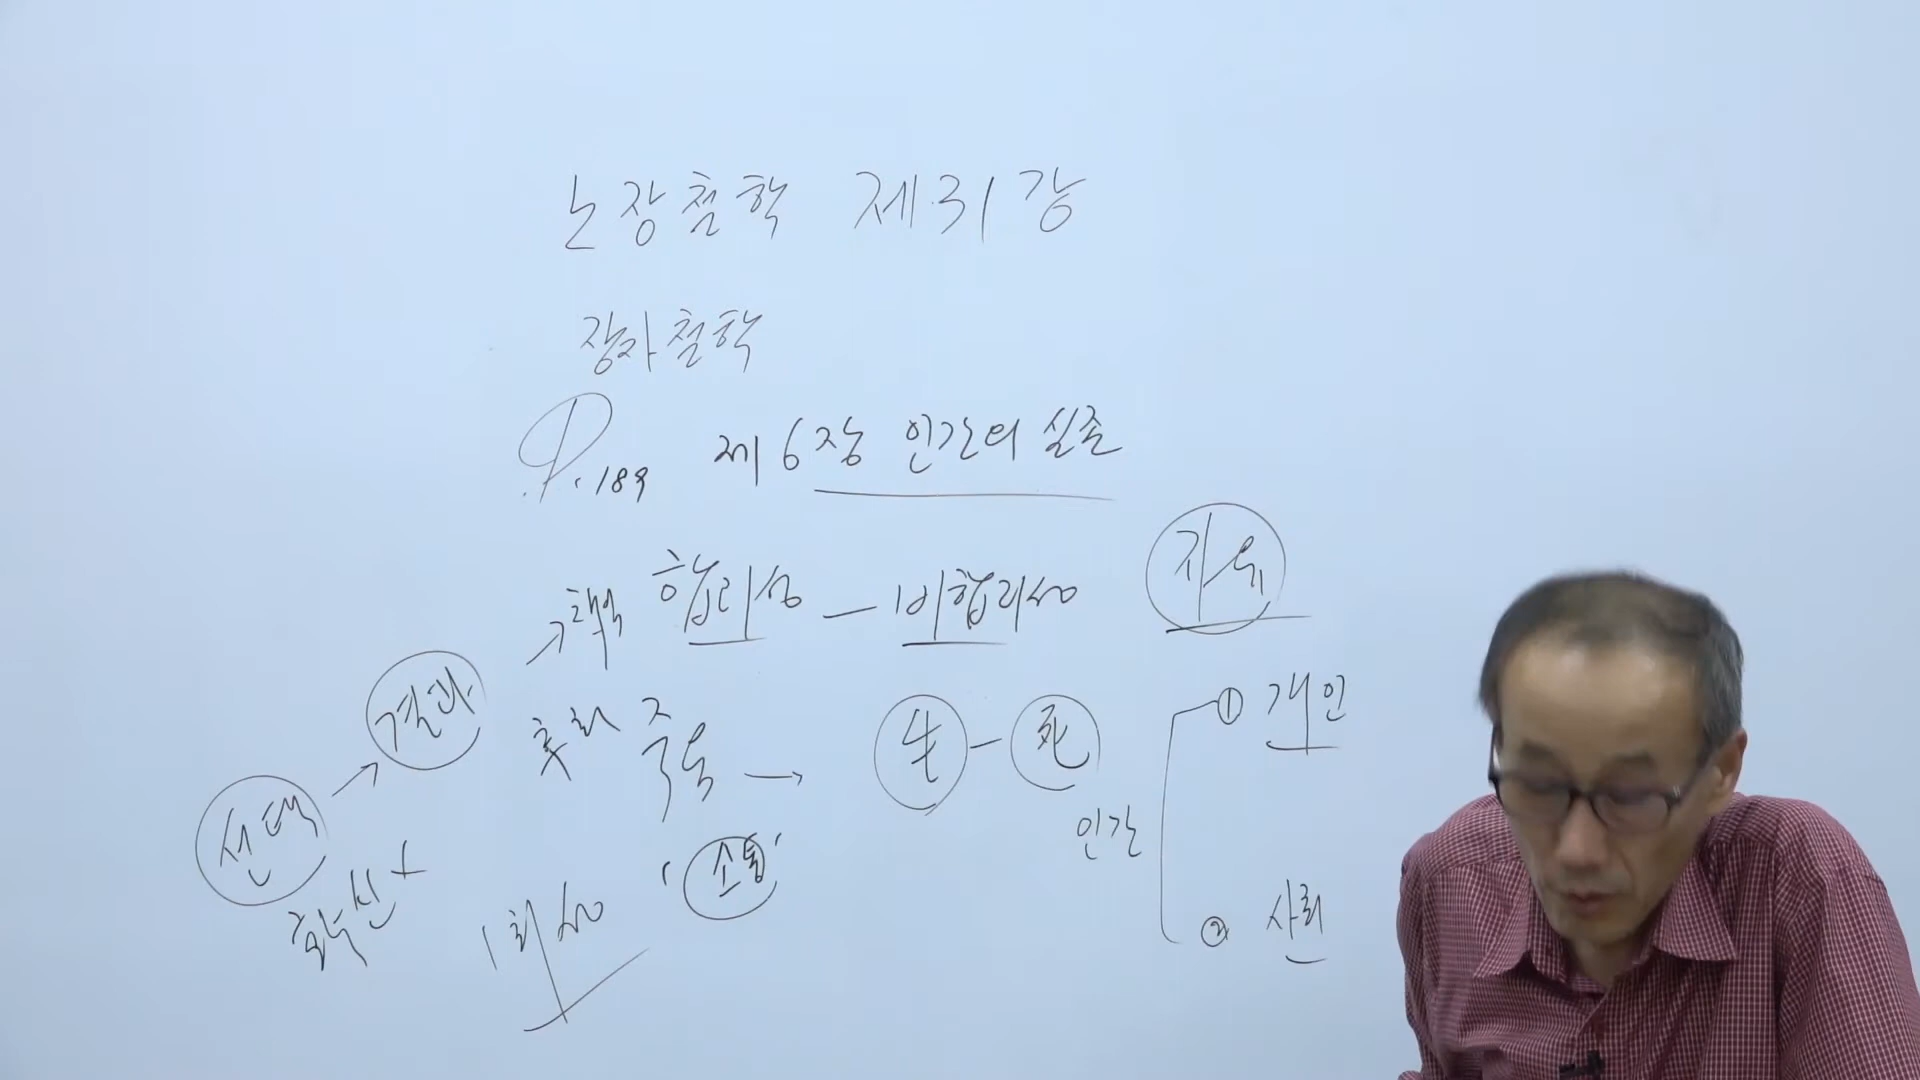 노장철학 제31강
장자철학
P.189 제6장 인간의 실존
책 합리성 — 비합리성 자유
선택 → 결과 →
후회 죽음 → 生 — 死
인간 ① 개인
② 사회
확신
1회성 '소통'